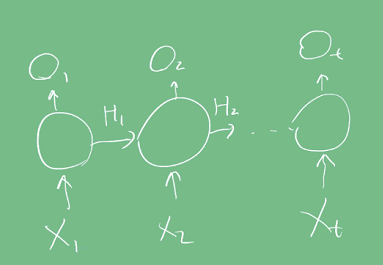 O₁ O₂ Oₜ
H₁ H₂
X₁ X₂ Xₜ